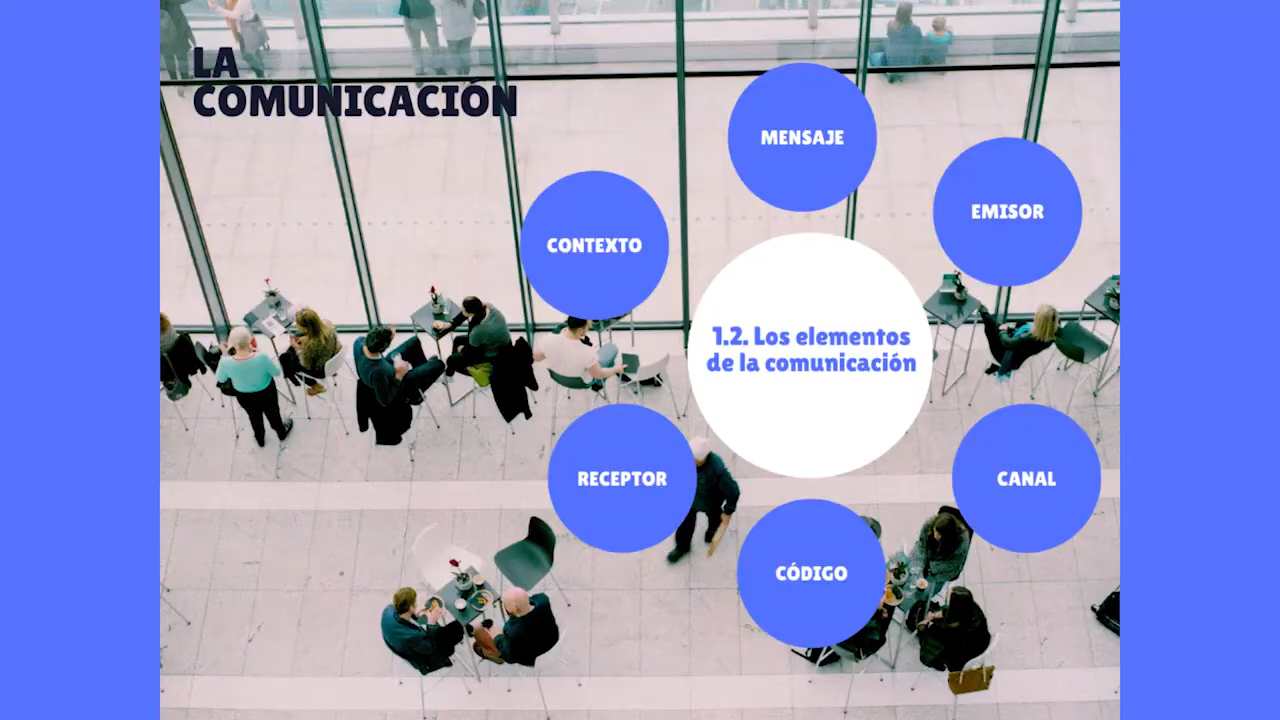 LA
COMUNICACIÓN
MENSAJE
EMISOR
CONTEXTO
1.2. Los elementos
de la comunicación
RECEPTOR
CANAL
CÓDIGO